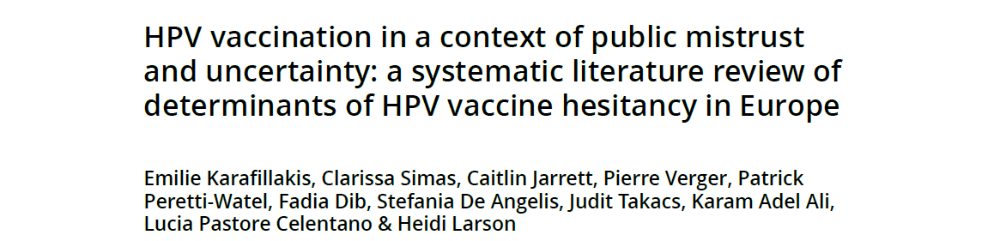 HPV vaccination in a context of public mistrust
and uncertainty: a systematic literature review of
determinants of HPV vaccine hesitancy in Europe
Emilie Karafillakis, Clarissa Simas, Caitlin Jarrett, Pierre Verger, Patrick
Peretti-Watel, Fadia Dib, Stefania De Angelis, Judit Takacs, Karam Adel Ali,
Lucia Pastore Celentano & Heidi Larson